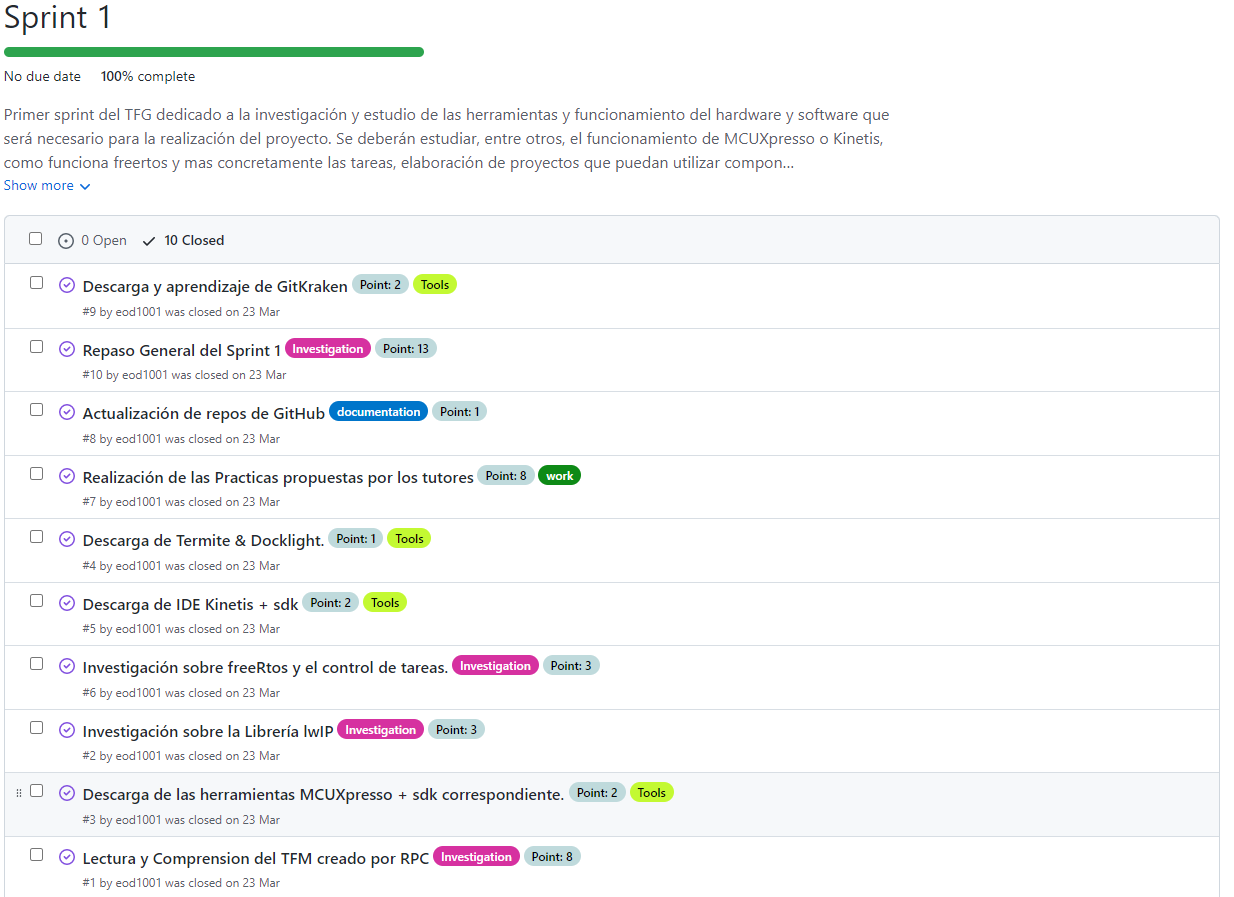 Sprint 1
No due date 100% complete
Primer sprint del TFG dedicado a la investigación y estudio de las herramientas y funcionamiento del hardware y software que
será necesario para la realización del proyecto. Se deberán estudiar, entre otros, el funcionamiento de MCUXpresso o Kinetis,
como funciona freertos y mas concretamente las tareas, elaboración de proyectos que puedan utilizar compon...
Show more
0 Open 10 Closed
Descarga y aprendizaje de GitKraken Point: 2 Tools
#9 by eod1001 was closed on 23 Mar
Repaso General del Sprint 1 Investigation Point: 13
#10 by eod1001 was closed on 23 Mar
Actualización de repos de GitHub documentation Point: 1
#8 by eod1001 was closed on 23 Mar
Realización de las Practicas propuestas por los tutores Point: 8 work
#7 by eod1001 was closed on 23 Mar
Descarga de Termite & Docklight. Point: 1 Tools
#4 by eod1001 was closed on 23 Mar
Descarga de IDE Kinetis + sdk Point: 2 Tools
#5 by eod1001 was closed on 23 Mar
Investigación sobre freeRtos y el control de tareas. Investigation Point: 3
#6 by eod1001 was closed on 23 Mar
Investigación sobre la Librería lwIP Investigation Point: 3
#2 by eod1001 was closed on 23 Mar
Descarga de las herramientas MCUXpresso + sdk correspondiente. Point: 2 Tools
#3 by eod1001 was closed on 23 Mar
Lectura y Comprension del TFM creado por RPC Investigation Point: 8
#1 by eod1001 was closed on 23 Mar